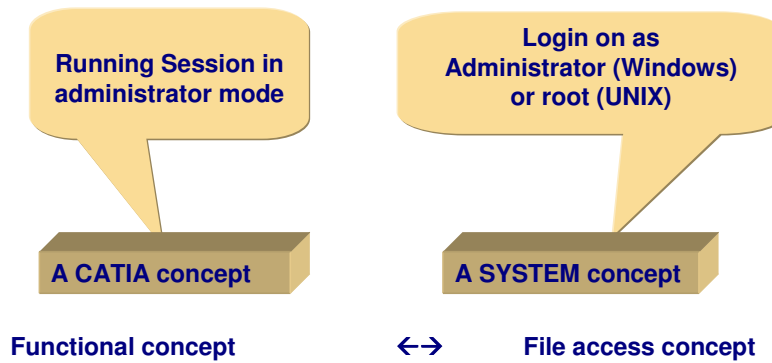 Running Session in
administrator mode
Login on as
Administrator (Windows)
or root (UNIX)
A CATIA concept
A SYSTEM concept
Functional concept ←→ File access concept